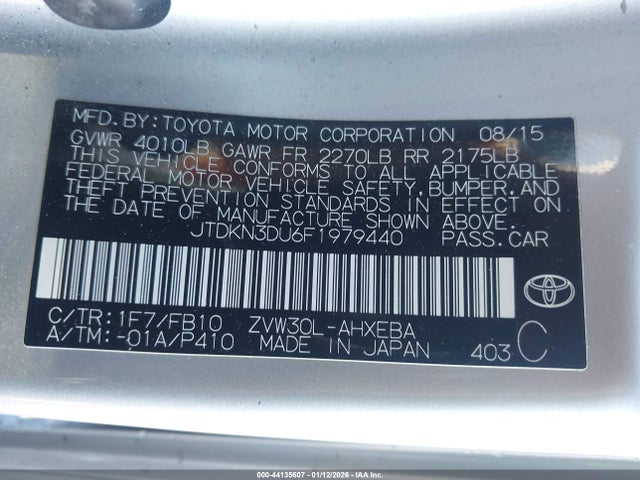 MFD.BY:TOYOTA MOTOR CORPORATION 08/15
GVWR 4010LB GAWR FR 2270LB RR 2175LB
THIS VEHICLE CONFORMS TO ALL APPLICABLE
FEDERAL MOTOR VEHICLE SAFETY,BUMPER,AND
THEFT PREVENTION STANDARDS IN EFFECT ON
THE DATE OF MANUFACTURE SHOWN ABOVE.
JTDKN3DU6F1979440 PASS.CAR
C/TR:1F7/FB10 ZVW30L-AHXEBA
A/TM:-01A/P410 MADE IN JAPAN 403 C
000-44135607 - 01/12/2026 - IAAI.com